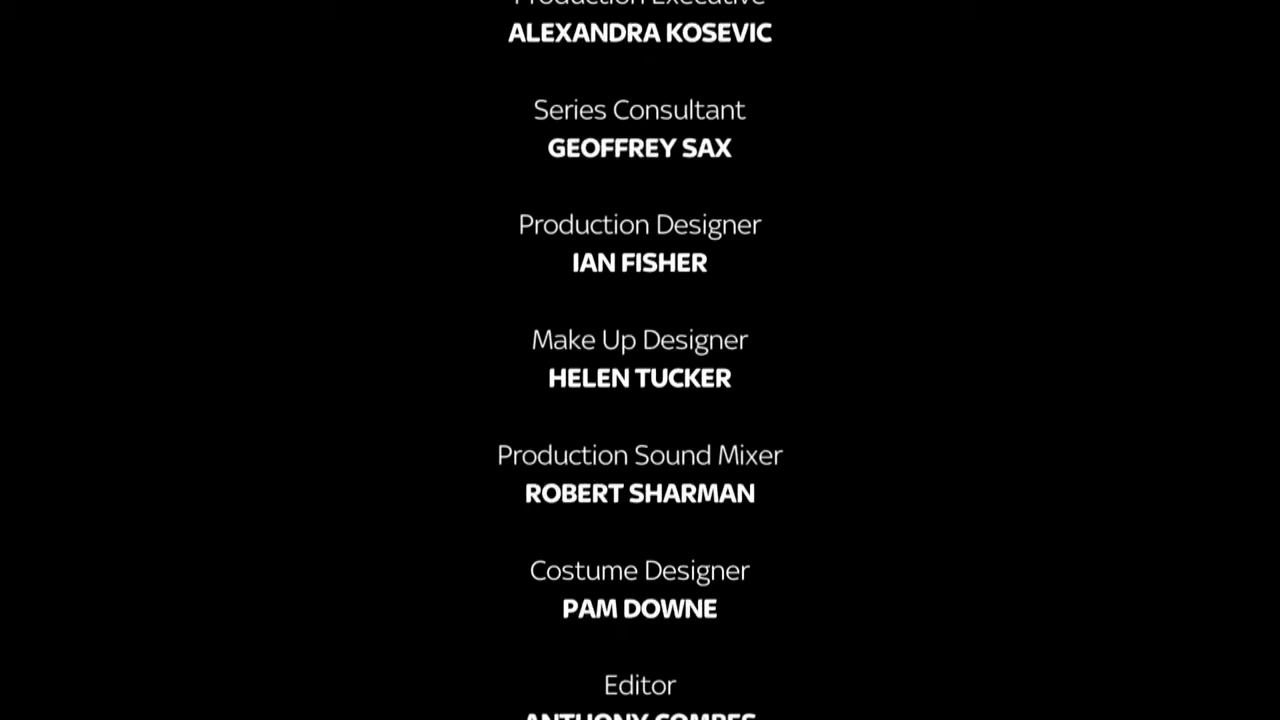 Production Executive
ALEXANDRA KOSEVIC
Series Consultant
GEOFFREY SAX
Production Designer
IAN FISHER
Make Up Designer
HELEN TUCKER
Production Sound Mixer
ROBERT SHARMAN
Costume Designer
PAM DOWNE
Editor
ANTHONY COMBES